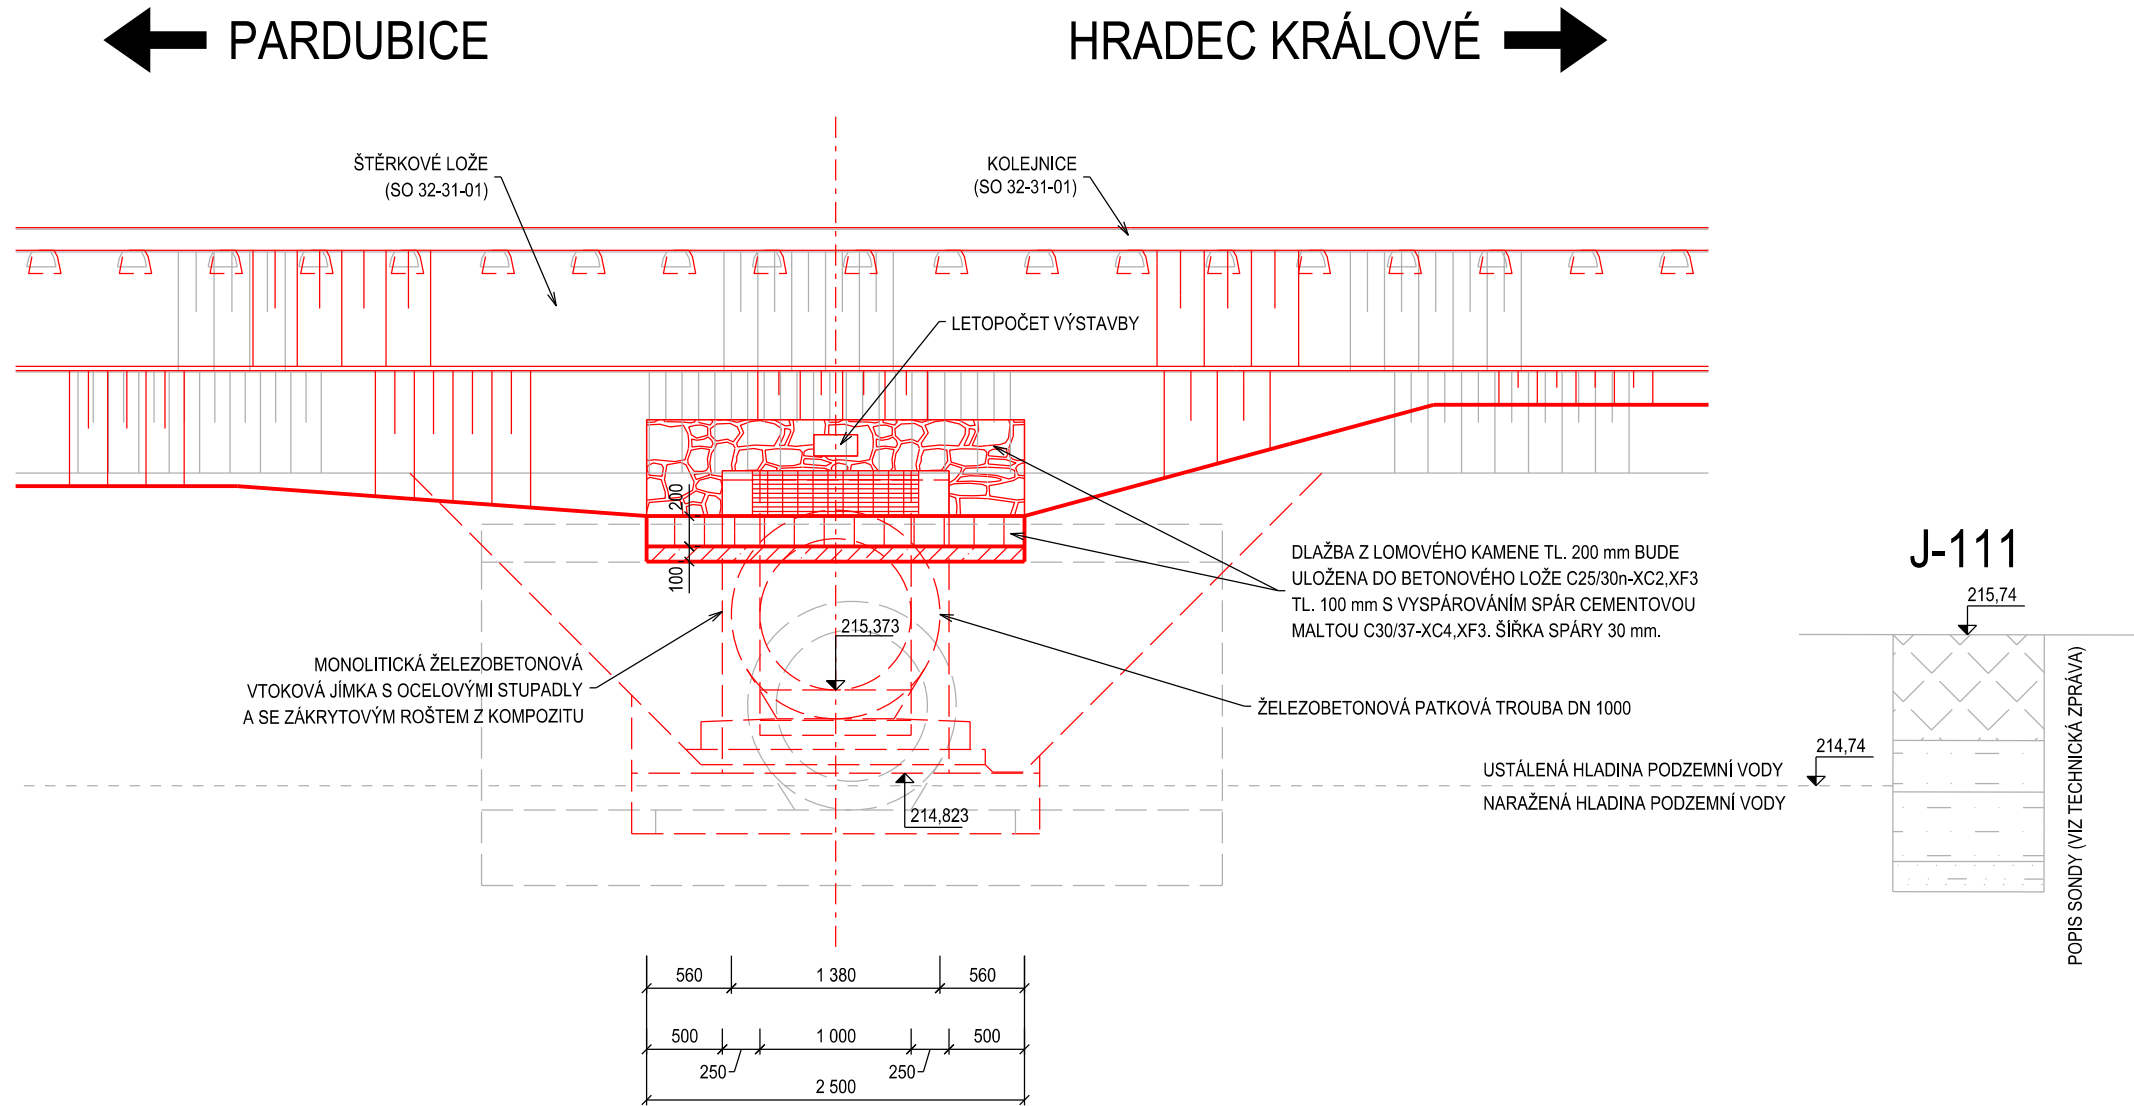 PARDUBICE
HRADEC KRÁLOVÉ
ŠTĚRKOVÉ LOŽE
(SO 32-31-01)
KOLEJNICE
(SO 32-31-01)
LETOPOČET VÝSTAVBY
200
100
DLAŽBA Z LOMOVÉHO KAMENE TL. 200 mm BUDE
ULOŽENA DO BETONOVÉHO LOŽE C25/30n-XC2,XF3
TL. 100 mm S VYSPÁROVÁNÍM SPÁR CEMENTOVOU
MALTOU C30/37-XC4,XF3. ŠÍŘKA SPÁRY 30 mm.
J-111
215,74
215,373
MONOLITICKÁ ŽELEZOBETONOVÁ
VTOKOVÁ JÍMKA S OCELOVÝMI STUPADLY
A SE ZÁKRYTOVÝM ROŠTEM Z KOMPOZITU
ŽELEZOBETONOVÁ PATKOVÁ TROUBA DN 1000
214,74
USTÁLENÁ HLADINA PODZEMNÍ VODY
NARAŽENÁ HLADINA PODZEMNÍ VODY
214,823
POPIS SONDY (VIZ TECHNICKÁ ZPRÁVA)
560
1 380
560
500
1 000
500
250
250
2 500